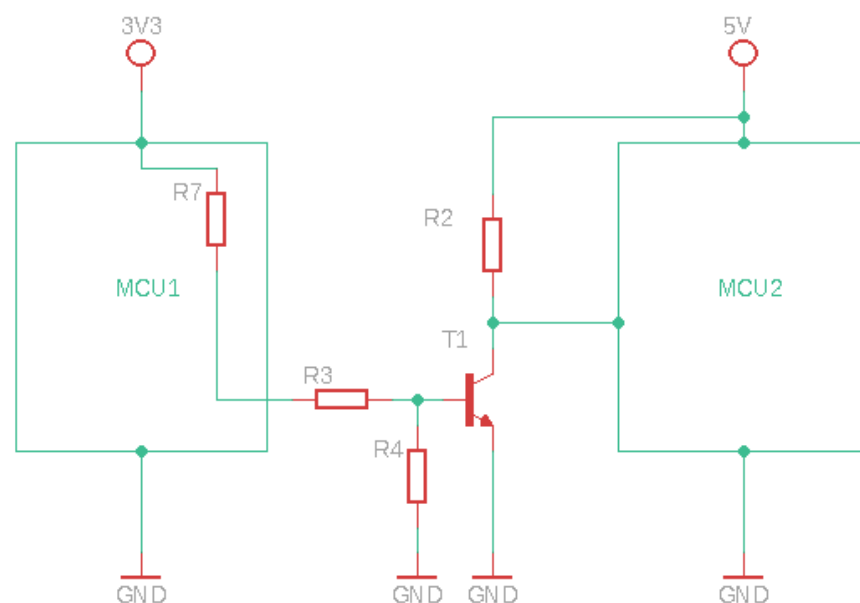 3V3
5V
R7
R2
MCU1
MCU2
T1
R3
R4
GND
GND
GND
GND